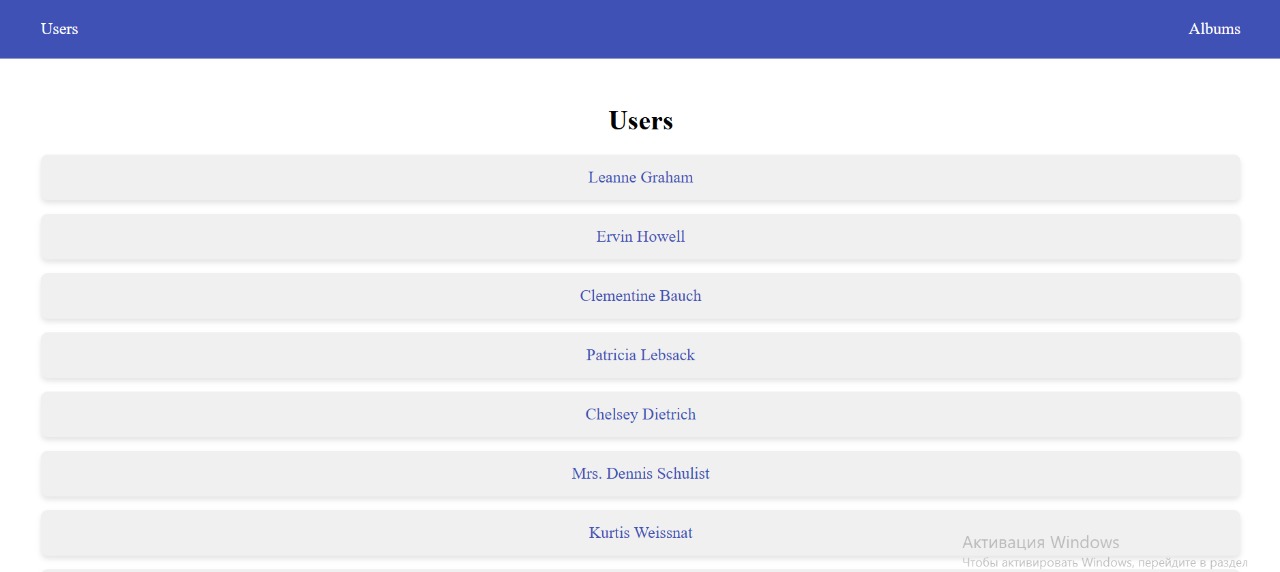 Users
Albums
Users
Leanne Graham
Ervin Howell
Clementine Bauch
Patricia Lebsack
Chelsey Dietrich
Mrs. Dennis Schulist
Kurtis Weissnat
Активация Windows
Чтобы активировать Windows, перейдите в раздел